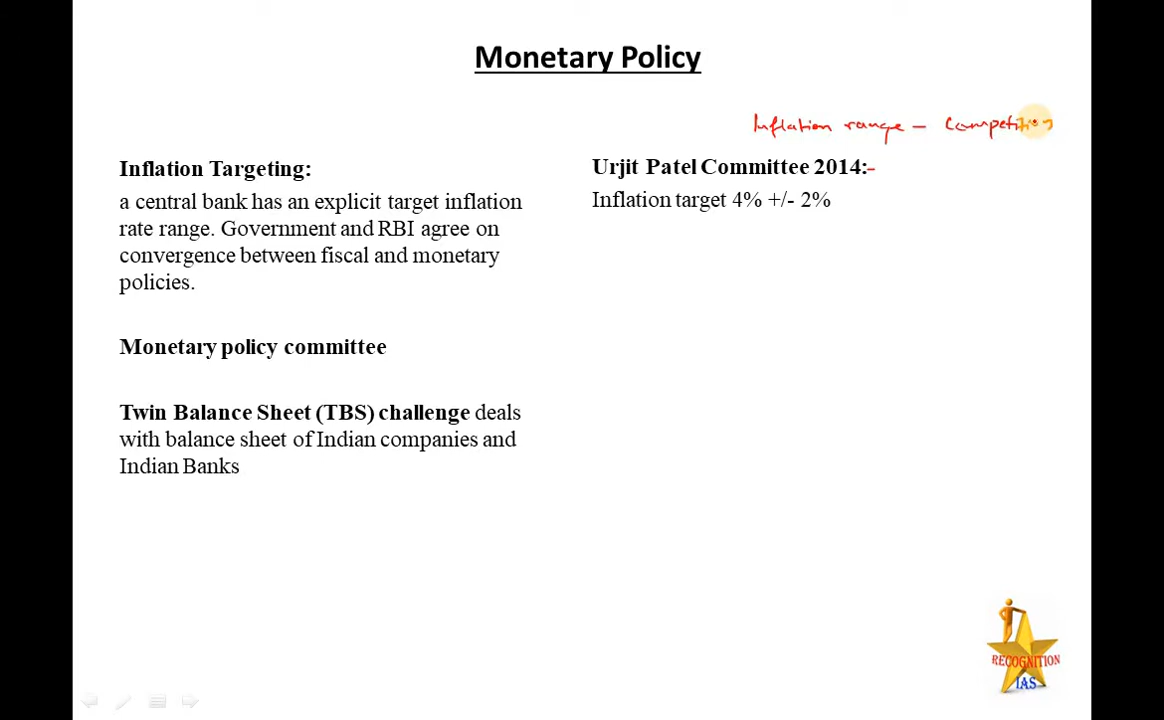 Monetary Policy
Inflation range - Competition
Inflation Targeting:
a central bank has an explicit target inflation
rate range. Government and RBI agree on
convergence between fiscal and monetary
policies.
Monetary policy committee
Twin Balance Sheet (TBS) challenge deals
with balance sheet of Indian companies and
Indian Banks
Urjit Patel Committee 2014:-
Inflation target 4% +/- 2%
RECOGNITION
IAS